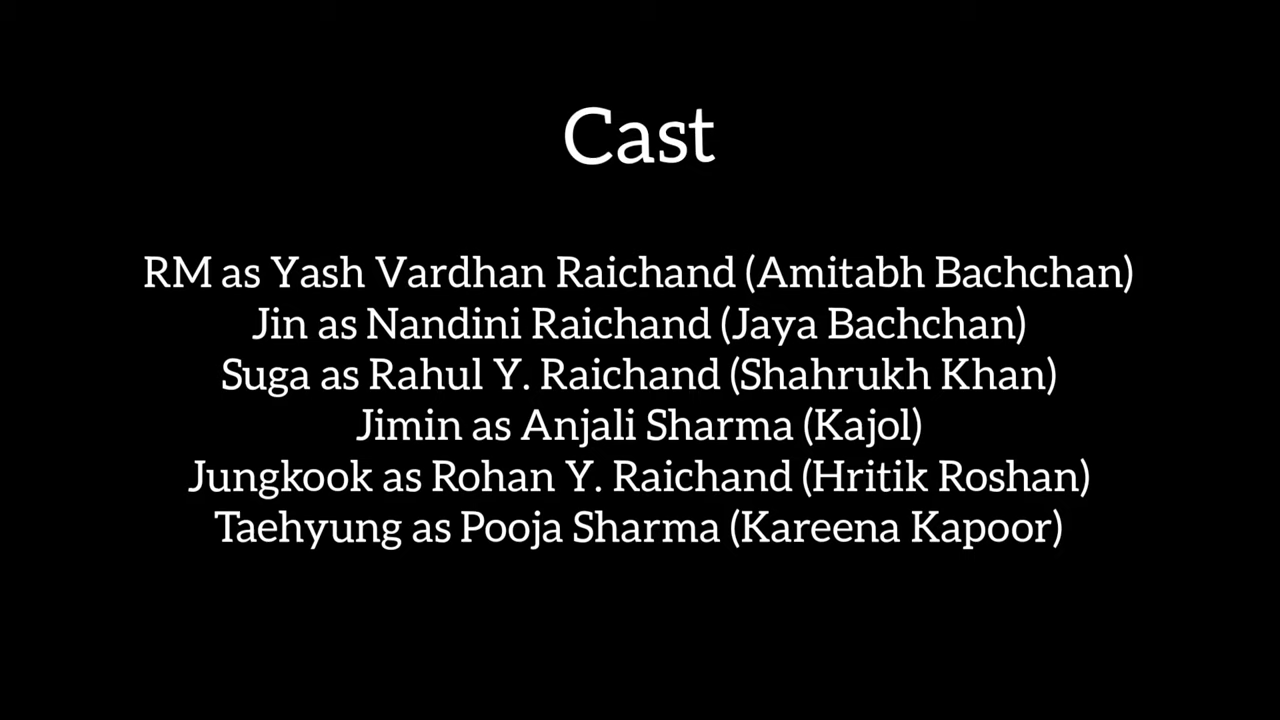 Cast
RM as Yash Vardhan Raichand (Amitabh Bachchan)
Jin as Nandini Raichand (Jaya Bachchan)
Suga as Rahul Y. Raichand (Shahrukh Khan)
Jimin as Anjali Sharma (Kajol)
Jungkook as Rohan Y. Raichand (Hritik Roshan)
Taehyung as Pooja Sharma (Kareena Kapoor)